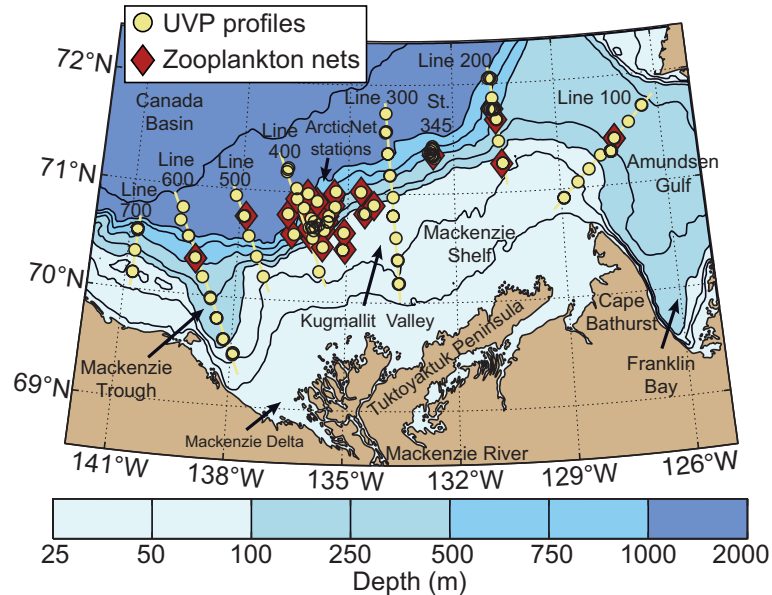 UVP profiles
Zooplankton nets
72°N
71°N
70°N
69°N
Canada
Basin
Line 200
Line 300
St.
345
Line 100
ArcticNet
stations
Line
400
Line
500
Line
600
Line
700
Amundsen
Gulf
Mackenzie
Shelf
Kugmallit Valley
Cape
Bathurst
Franklin
Bay
Mackenzie
Trough
Tuktoyaktuk Peninsula
Mackenzie Delta
Mackenzie River
141°W
138°W
135°W
132°W
129°W
126°W
25 50 100 250 500 750 1000 2000
Depth (m)